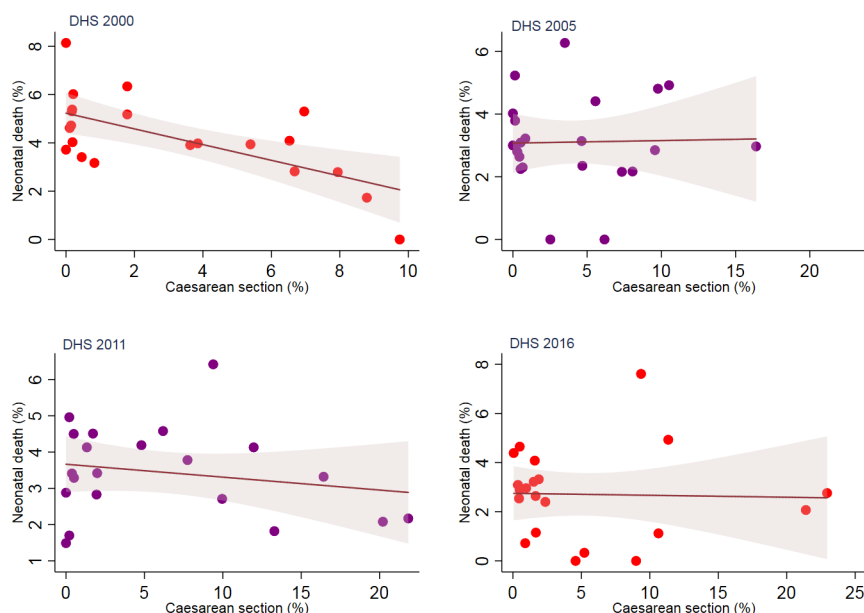 DHS 2000
Neonatal death (%)
8
6
4
2
0
0 2 4 6 8 10
Caesarean section (%)
DHS 2005
Neonatal death (%)
6
4
2
0
0 5 10 15 20
Caesarean section (%)
DHS 2011
Neonatal death (%)
6
5
4
3
2
1
0 5 10 15 20
Caesarean section (%)
DHS 2016
Neonatal death (%)
8
6
4
2
0
0 5 10 15 20 25
Caesarean section (%)